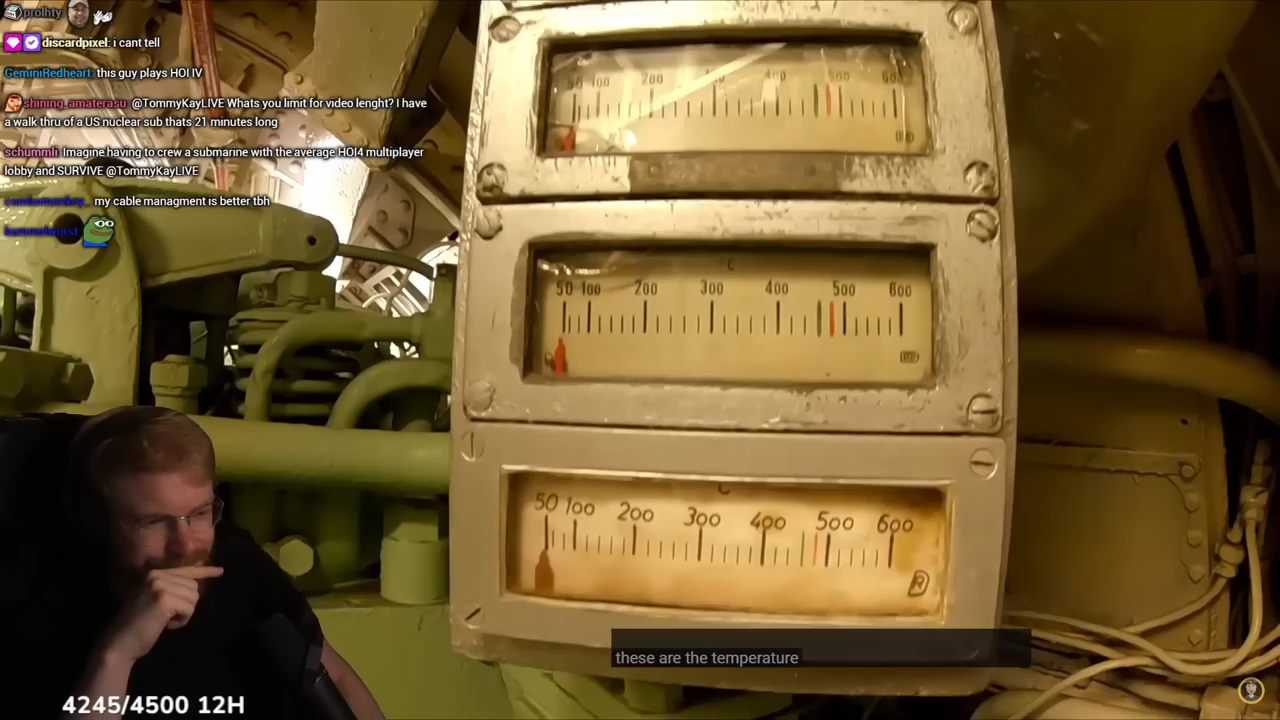 prolhty
discardpixel: i cant tell
GeminiRedheart: this guy plays HOI IV
shining_amaterasu @TommyKayLIVE Whats you limit for video lenght? I have
a walk thru of a US nuclear sub thats 21 minutes long
schummli: Imagine having to crew a submarine with the average HOI4 multiplayer
lobby and SURVIVE @TommyKayLIVE
my cable managment is better tbh
50 100 200 400 500 600
°C
50 100 200 300 400 500 600
°C
50 100 200 300 400 500 600
R
these are the temperature
4245/4500 12H